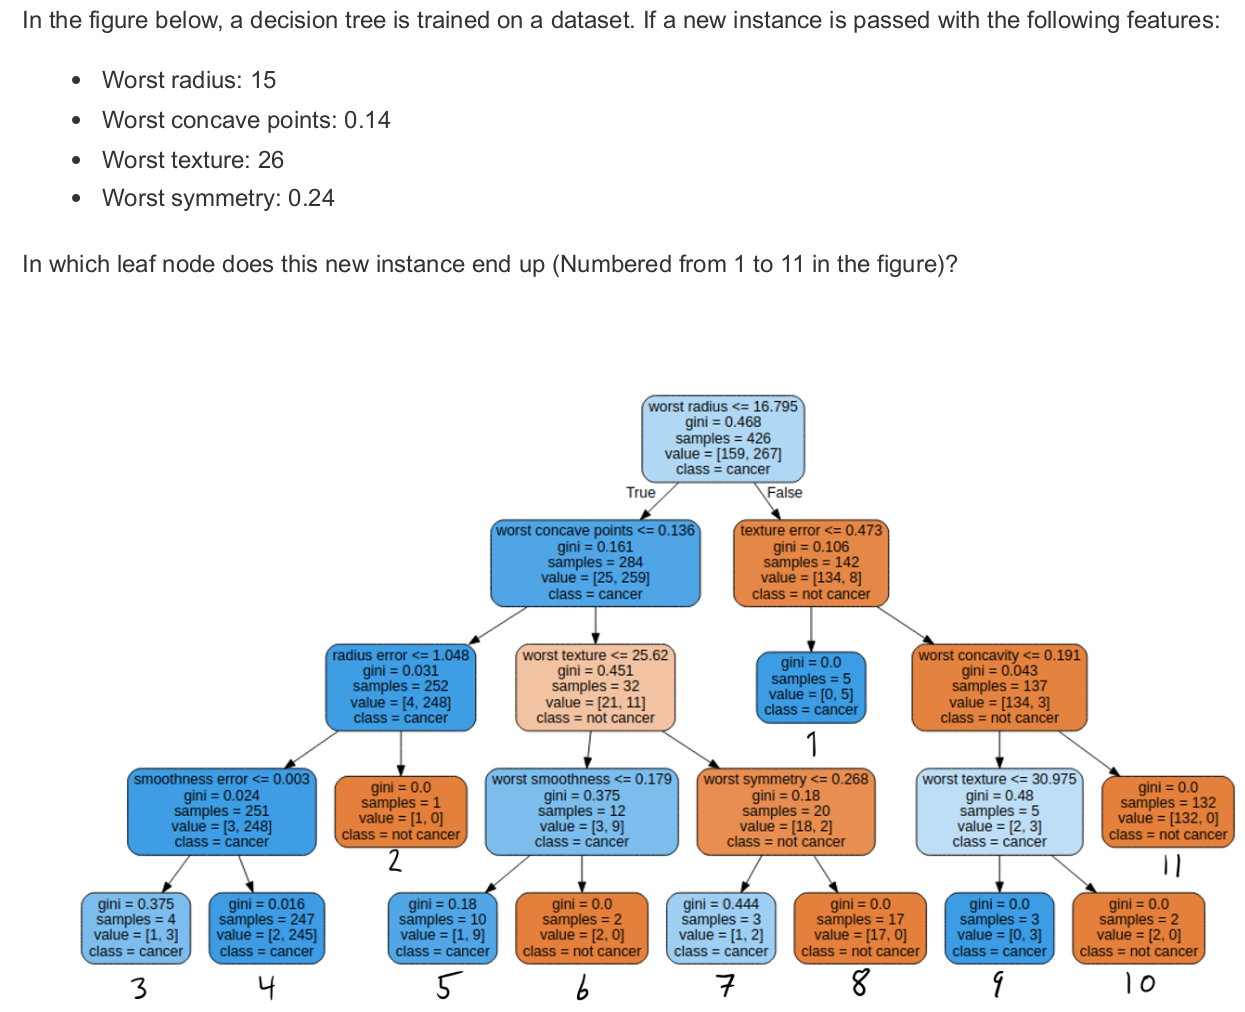 In the figure below, a decision tree is trained on a dataset. If a new instance is passed with the following features:
• Worst radius: 15
• Worst concave points: 0.14
• Worst texture: 26
• Worst symmetry: 0.24
In which leaf node does this new instance end up (Numbered from 1 to 11 in the figure)?
worst radius <= 16.795
gini = 0.468
samples = 426
value = [159, 267]
class = cancer
True
False
worst concave points <= 0.136
gini = 0.161
samples = 284
value = [25, 259]
class = cancer
texture error <= 0.473
gini = 0.106
samples = 142
value = [134, 8]
class = not cancer
radius error <= 1.048
gini = 0.031
samples = 252
value = [4, 248]
class = cancer
worst texture <= 25.62
gini = 0.451
samples = 32
value = [21, 11]
class = not cancer
gini = 0.0
samples = 5
value = [0, 5]
class = cancer
1
worst concavity <= 0.191
gini = 0.043
samples = 137
value = [134, 3]
class = not cancer
smoothness error <= 0.003
gini = 0.024
samples = 251
value = [3, 248]
class = cancer
gini = 0.0
samples = 1
value = [1, 0]
class = not cancer
2
worst smoothness <= 0.179
gini = 0.375
samples = 12
value = [3, 9]
class = cancer
worst symmetry <= 0.268
gini = 0.18
samples = 20
value = [18, 2]
class = not cancer
worst texture <= 30.975
gini = 0.48
samples = 5
value = [2, 3]
class = cancer
gini = 0.0
samples = 132
value = [132, 0]
class = not cancer
11
gini = 0.375
samples = 4
value = [1, 3]
class = cancer
3
gini = 0.016
samples = 247
value = [2, 245]
class = cancer
4
gini = 0.18
samples = 10
value = [1, 9]
class = cancer
5
gini = 0.0
samples = 2
value = [2, 0]
class = not cancer
6
gini = 0.444
samples = 3
value = [1, 2]
class = cancer
7
gini = 0.0
samples = 17
value = [17, 0]
class = not cancer
8
gini = 0.0
samples = 3
value = [0, 3]
class = cancer
9
gini = 0.0
samples = 2
value = [2, 0]
class = not cancer
10